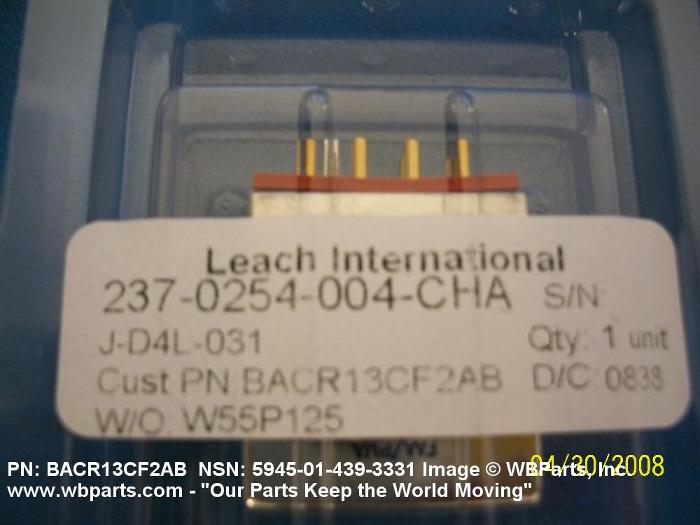 Leach International
237-0254-004-CHA S/N:
J-D4L-031 Qty: 1 unit
Cust PN BACR13CF2AB D/C: 0838
W/O: W55P125
PN: BACR13CF2AB NSN: 5945-01-439-3331 Image © WBParts, Inc.
04/30/2008
www.wbparts.com - "Our Parts Keep the World Moving"